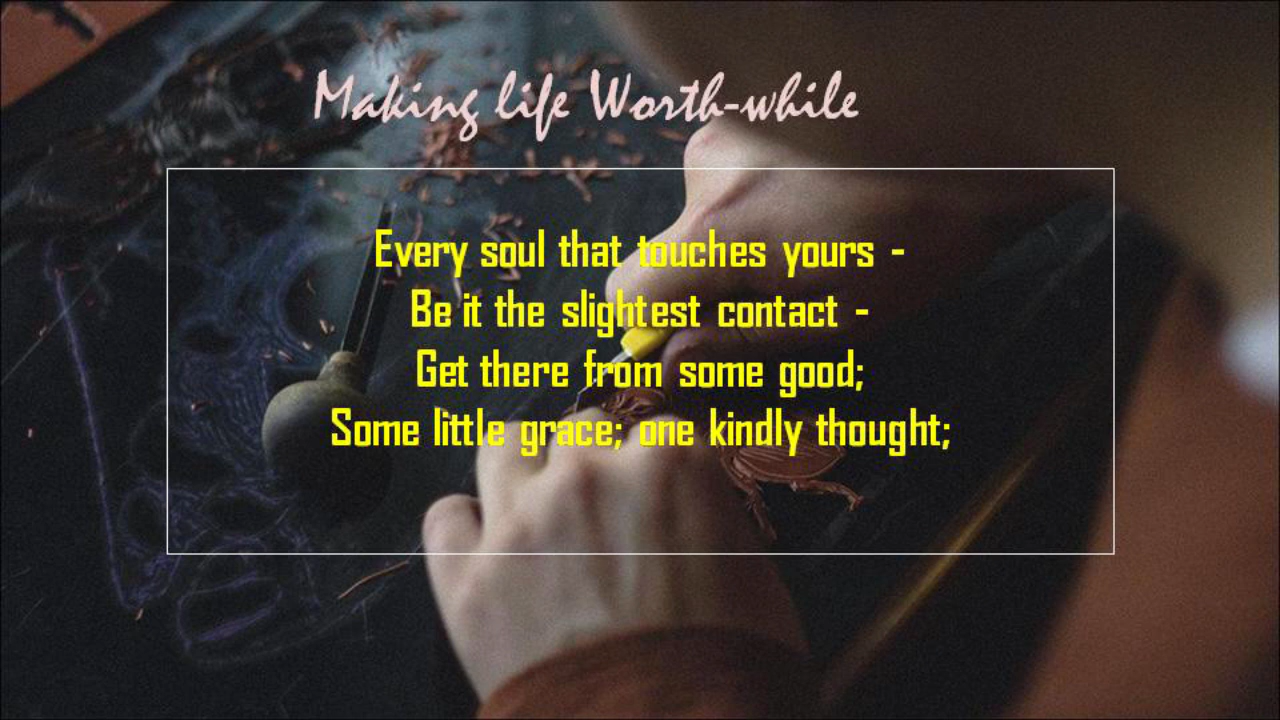 Making life Worth-while
Every soul that touches yours -
Be it the slightest contact -
Get there from some good;
Some little grace; one kindly thought;